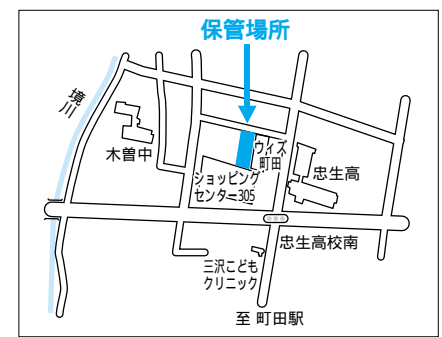 保管場所
境川
木曽中
ウィズ
町田
忠生高
ショッピング
センター305
忠生高校南
三沢こども
クリニック
至 町田駅